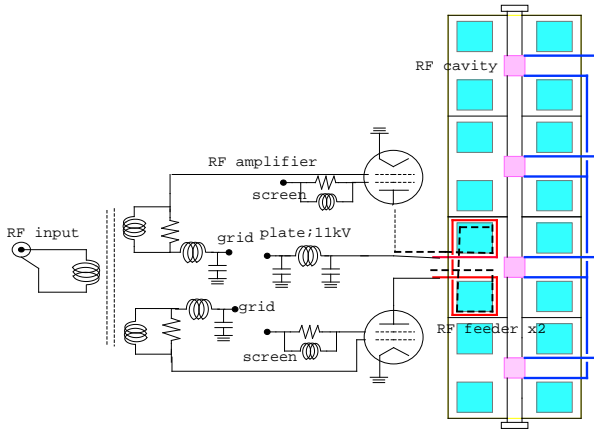 RF cavity
RF amplifier
screen
RF input
grid
plate;11kV
grid
RF feeder x2
screen